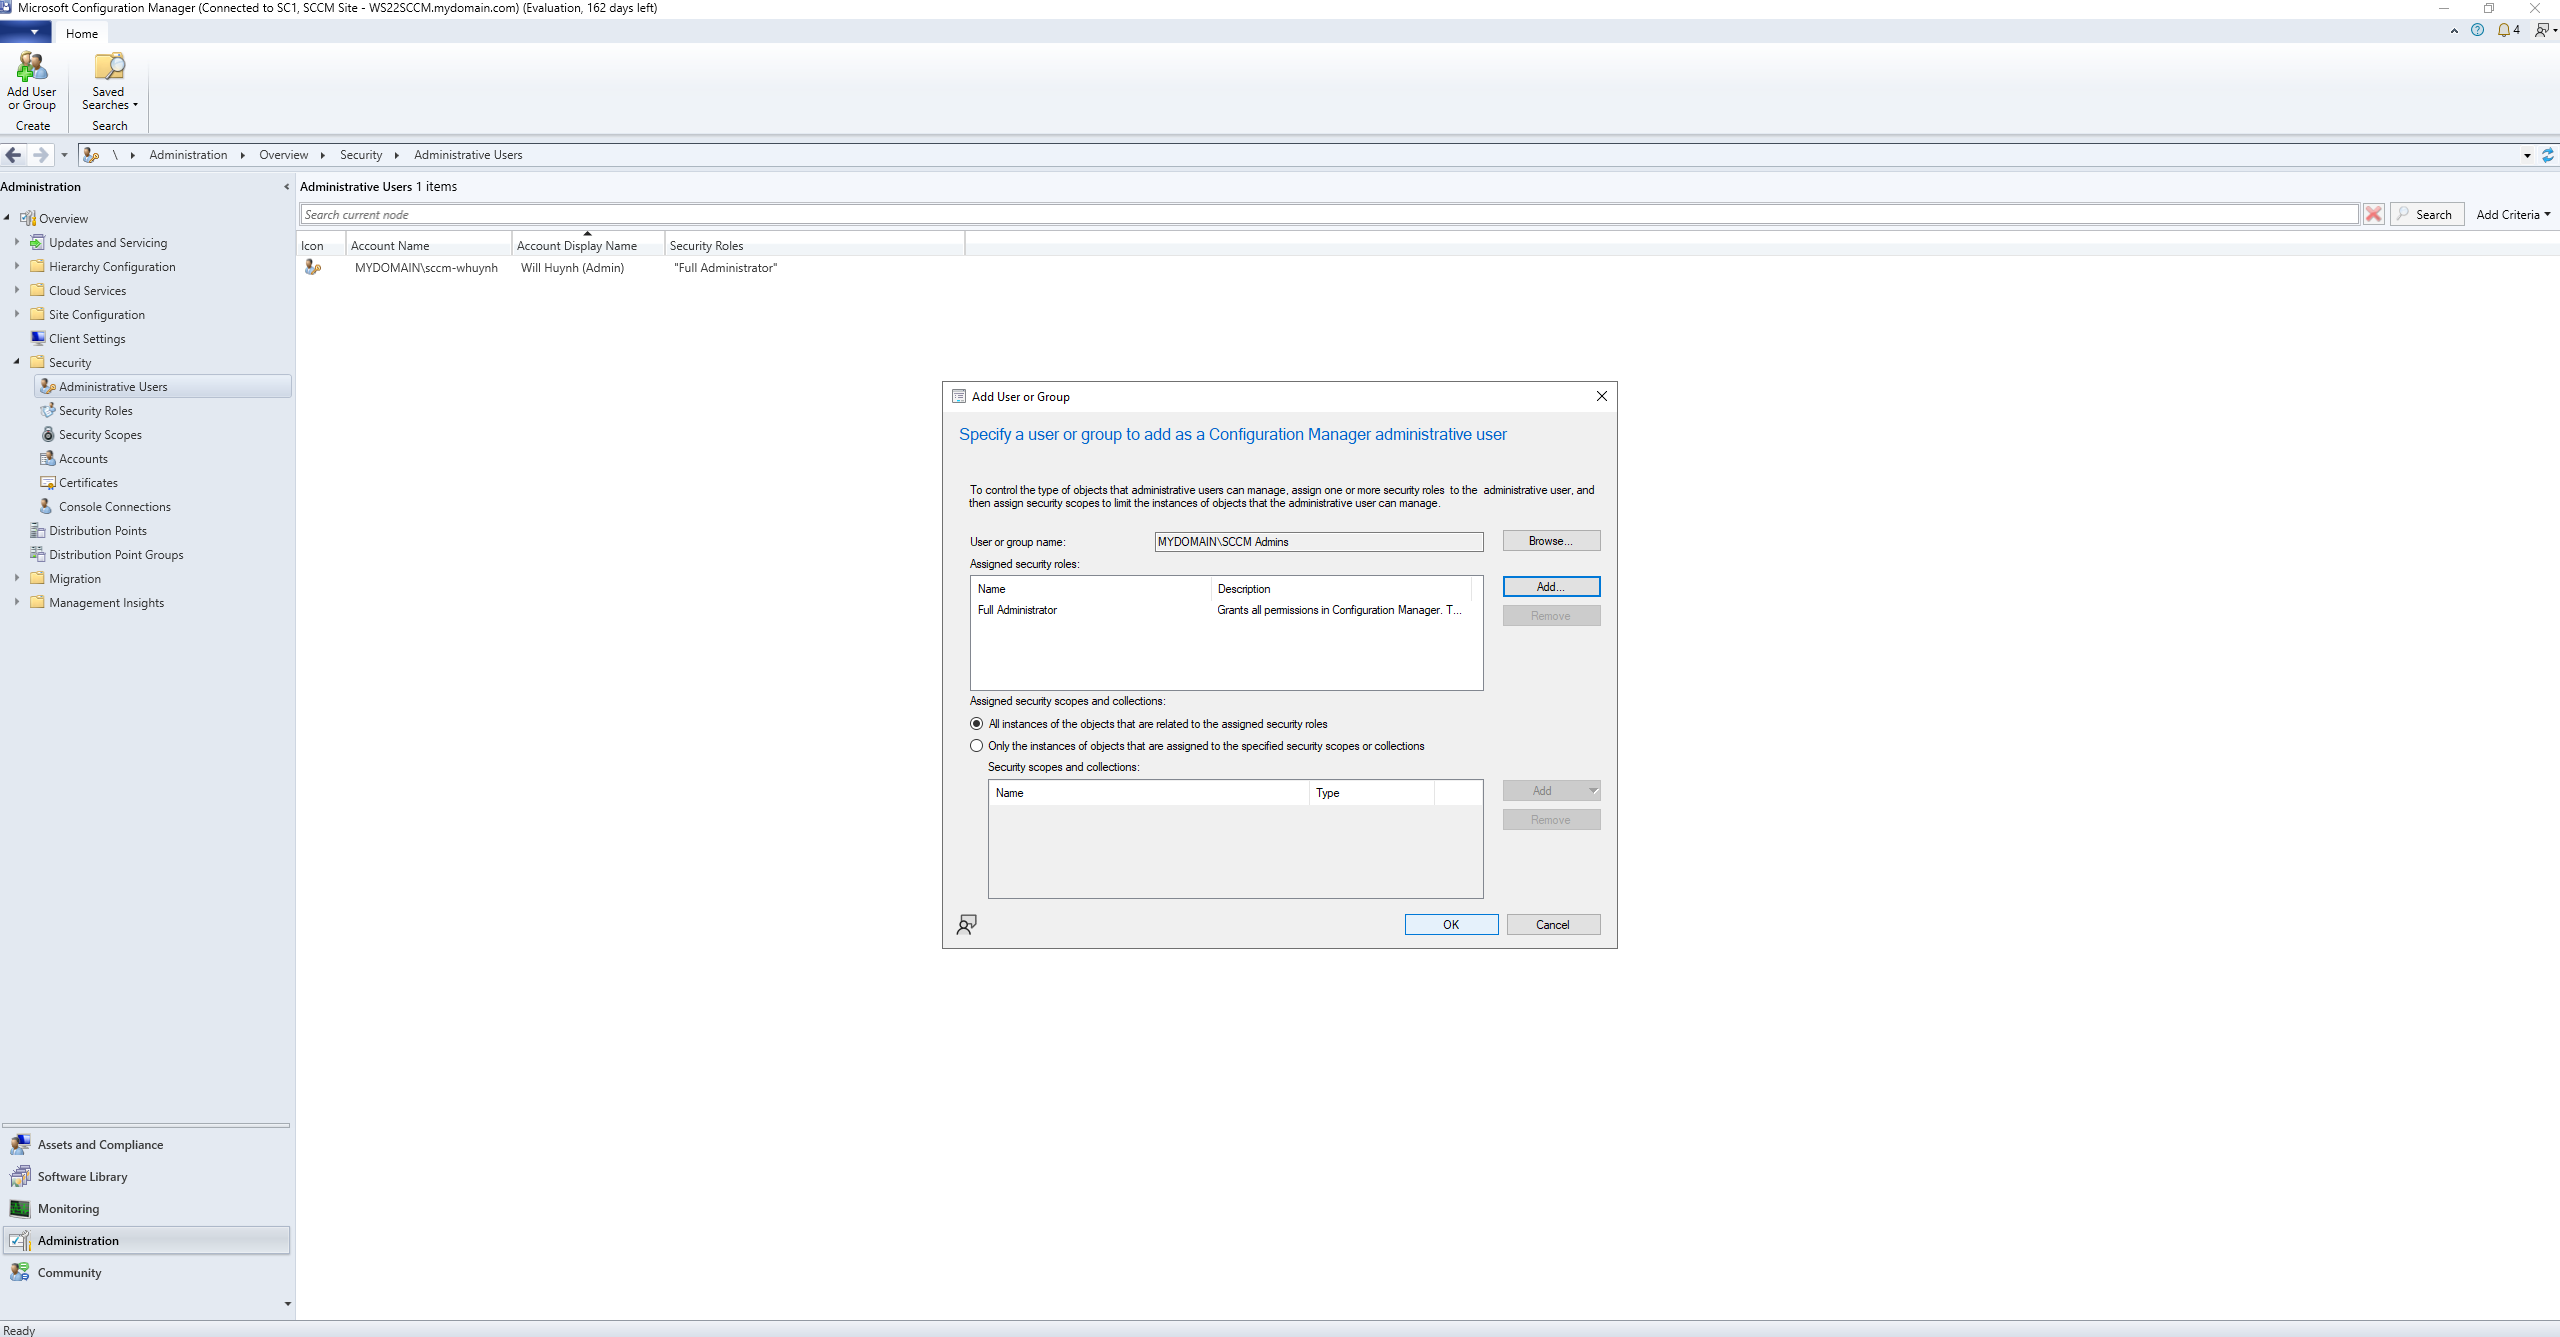 Microsoft Configuration Manager (Connected to SC1, SCCM Site - WS22SCCM.mydomain.com) (Evaluation, 162 days left)
Home
4
Add User
or Group
Saved
Searches
Create
Search
\ Administration Overview Security Administrative Users
Administration
Administrative Users 1 items
Search current node
Search
Add Criteria
Overview
Updates and Servicing
Hierarchy Configuration
Cloud Services
Site Configuration
Client Settings
Security
Administrative Users
Security Roles
Security Scopes
Accounts
Certificates
Console Connections
Distribution Points
Distribution Point Groups
Migration
Management Insights
Icon Account Name Account Display Name Security Roles
MYDOMAIN\sccm-whuynh Will Huynh (Admin) "Full Administrator"
Add User or Group
Specify a user or group to add as a Configuration Manager administrative user
To control the type of objects that administrative users can manage, assign one or more security roles to the administrative user, and
then assign security scopes to limit the instances of objects that the administrative user can manage.
User or group name: MYDOMAIN\SCCM Admins Browse...
Assigned security roles:
Name Description Add...
Full Administrator Grants all permissions in Configuration Manager. T...
Remove
Assigned security scopes and collections:
All instances of the objects that are related to the assigned security roles
Only the instances of objects that are assigned to the specified security scopes or collections
Security scopes and collections:
Name Type Add
Remove
OK Cancel
Assets and Compliance
Software Library
Monitoring
Administration
Community
Ready